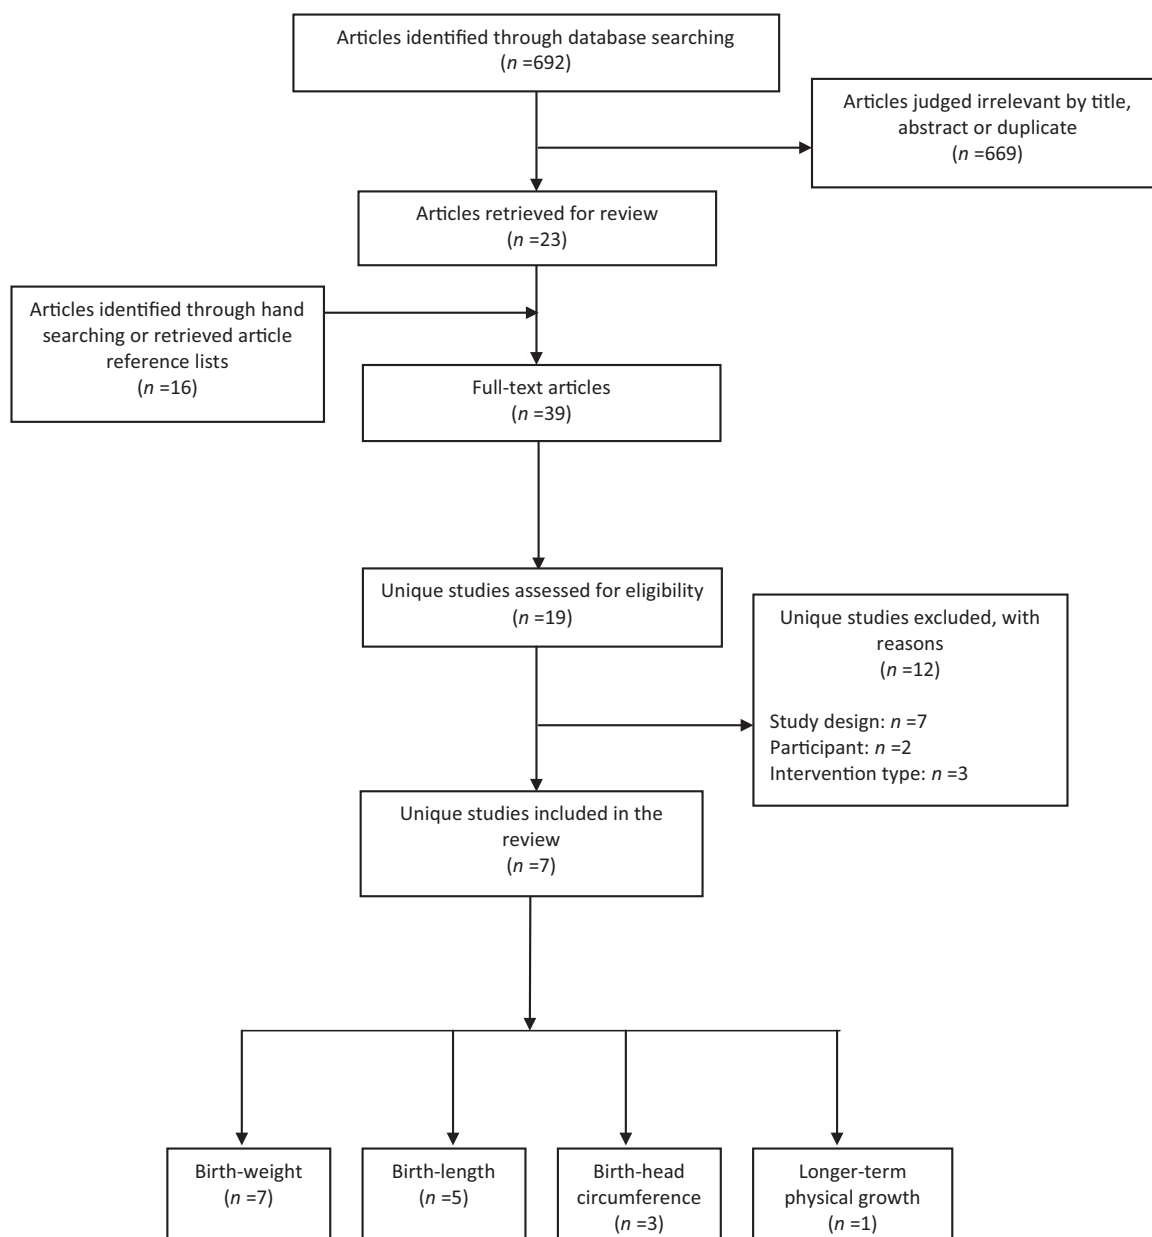 Articles identified through database searching
(n =692)
Articles judged irrelevant by title,
abstract or duplicate
(n =669)
Articles retrieved for review
(n =23)
Articles identified through hand
searching or retrieved article
reference lists
(n =16)
Full-text articles
(n =39)
Unique studies assessed for eligibility
(n =19)
Unique studies excluded, with
reasons
(n =12)
Study design: n =7
Participant: n =2
Intervention type: n =3
Unique studies included in the
review
(n =7)
Birth-weight
(n =7)
Birth-length
(n =5)
Birth-head
circumference
(n =3)
Longer-term
physical growth
(n =1)